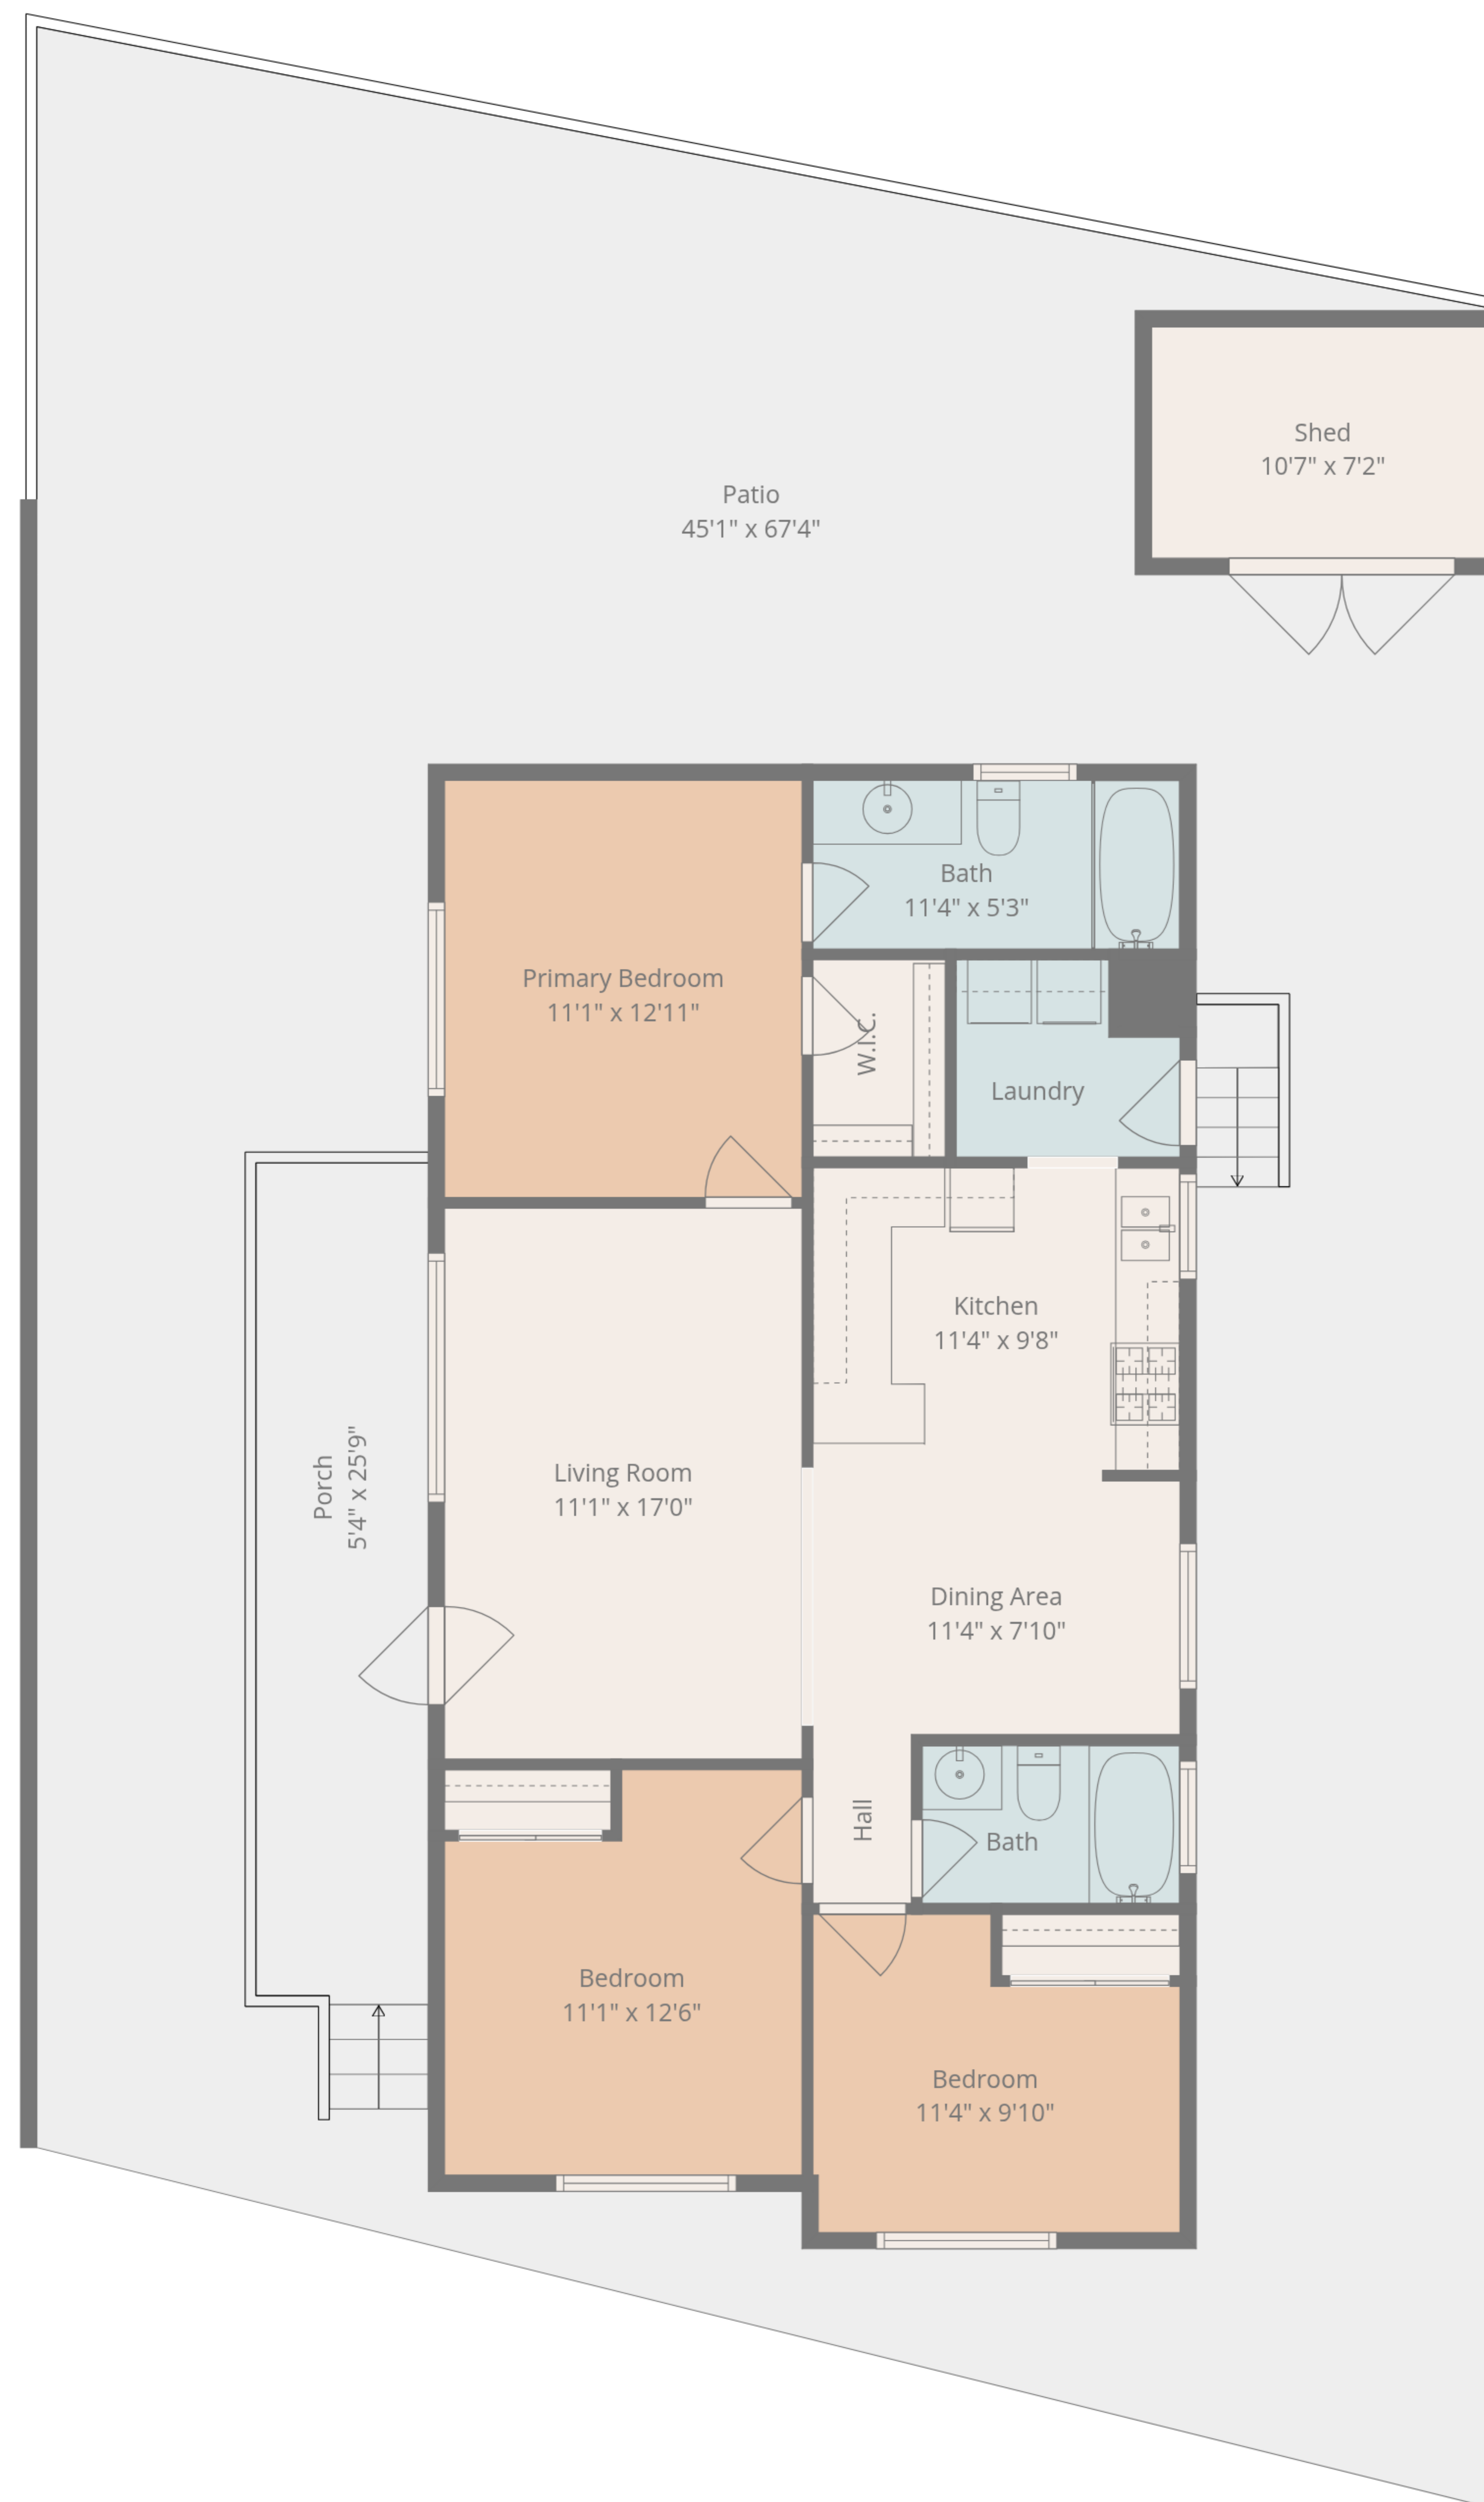 Shed
10'7" x 7'2"
Patio
45'1" x 67'4"
Bath
11'4" x 5'3"
Primary Bedroom
11'1" x 12'11"
W.I.C.
Laundry
Kitchen
11'4" x 9'8"
Porch
5'4" x 25'9"
Living Room
11'1" x 17'0"
Dining Area
11'4" x 7'10"
Hall
Bath
Bedroom
11'1" x 12'6"
Bedroom
11'4" x 9'10"